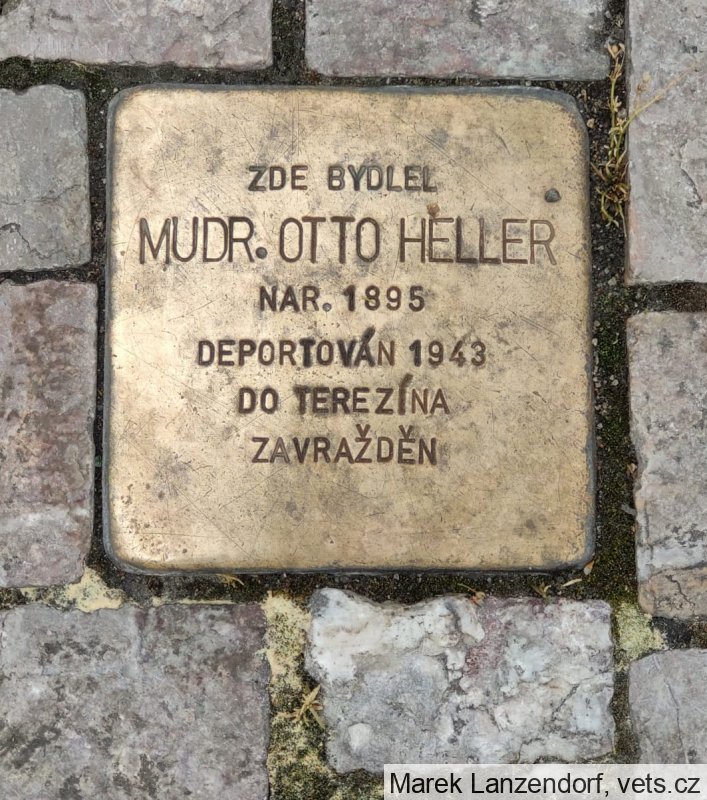 ZDE BYDLEL
MUDR. OTTO HELLER
NAR. 1895
DEPORTOVÁN 1943
DO TEREZÍNA
ZAVRAŽDĚN
Marek Lanzendorf, vets.cz